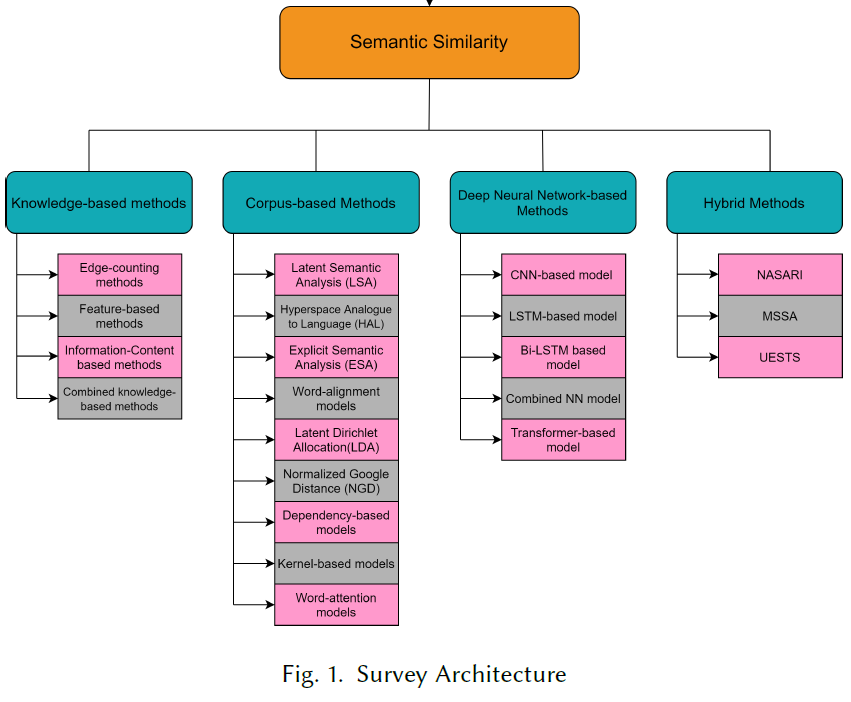 Semantic Similarity
Knowledge-based methods
Edge-counting
methods
Feature-based
methods
Information-Content
based methods
Combined knowledge-
based methods
Corpus-based Methods
Latent Semantic
Analysis (LSA)
Hyperspace Analogue
to Language (HAL)
Explicit Semantic
Analysis (ESA)
Word-alignment
models
Latent Dirichlet
Allocation(LDA)
Normalized Google
Distance (NGD)
Dependency-based
models
Kernel-based models
Word-attention
models
Deep Neural Network-based
Methods
CNN-based model
LSTM-based model
Bi-LSTM based
model
Combined NN model
Transformer-based
model
Hybrid Methods
NASARI
MSSA
UESTS
Fig. 1. Survey Architecture